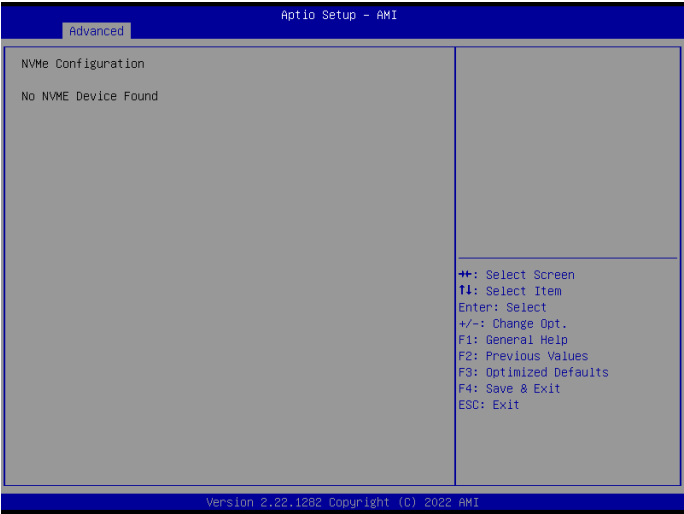 Aptio Setup – AMI
Advanced
NVMe Configuration
No NVME Device Found
→←: Select Screen
↑↓: Select Item
Enter: Select
+/-: Change Opt.
F1: General Help
F2: Previous Values
F3: Optimized Defaults
F4: Save & Exit
ESC: Exit
Version 2.22.1282 Copyright (C) 2022 AMI